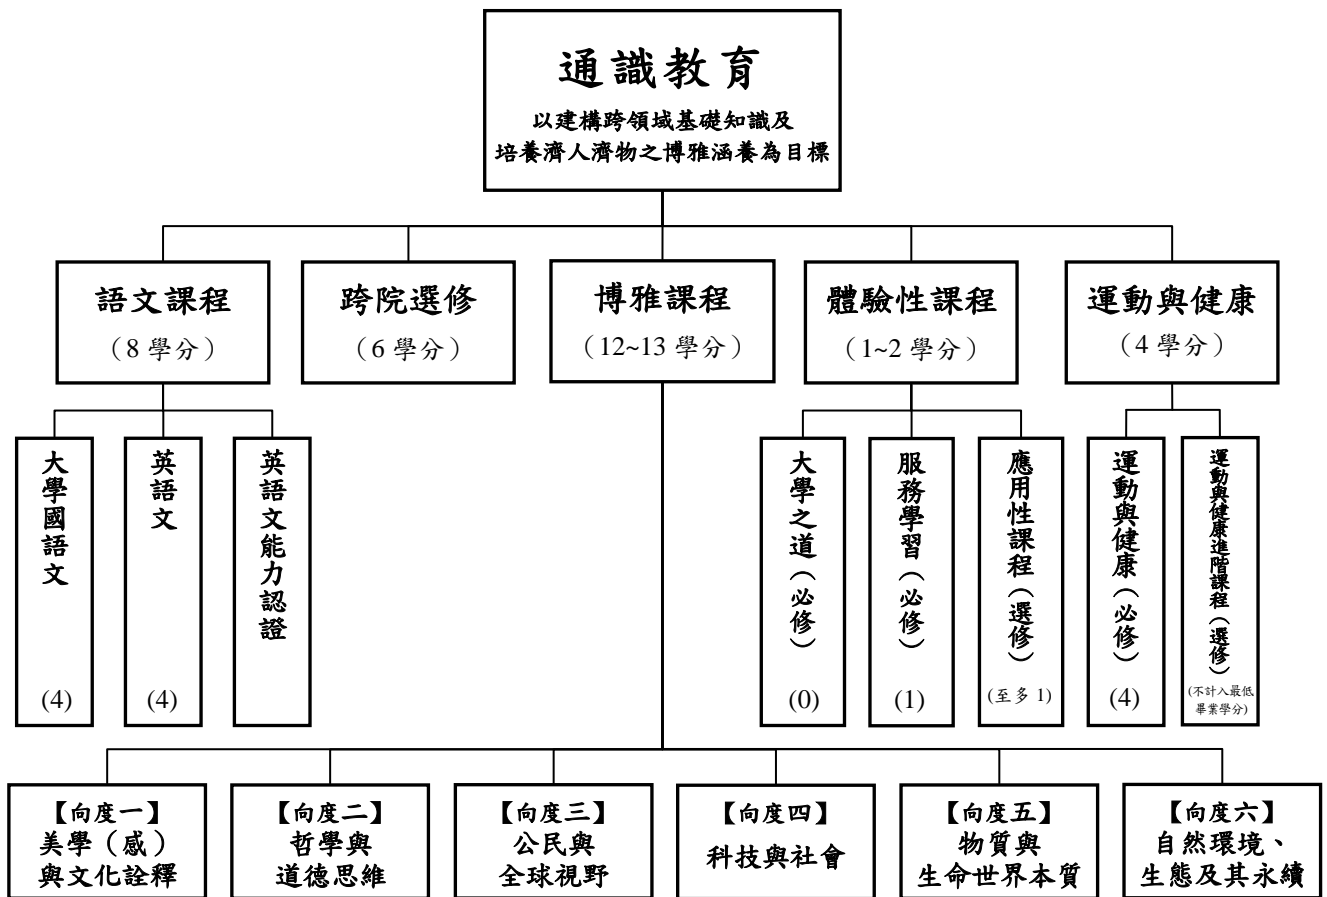 通識教育
以建構跨領域基礎知識及
培養濟人濟物之博雅涵養為目標
語文課程
（8 學分）
跨院選修
（6 學分）
博雅課程
（12~13 學分）
體驗性課程
（1~2 學分）
運動與健康
（4 學分）
大學國語文
(4)
英語文
(4)
英語文能力認證
大學之道（必修）
(0)
服務學習（必修）
(1)
應用性課程（選修）
(至多 1)
運動與健康（必修）
(4)
運動與健康進階課程（選修）
(不計入最低
畢業學分)
【向度一】
美學（感）
與文化詮釋
【向度二】
哲學與
道德思維
【向度三】
公民與
全球視野
【向度四】
科技與社會
【向度五】
物質與
生命世界本質
【向度六】
自然環境、
生態及其永續